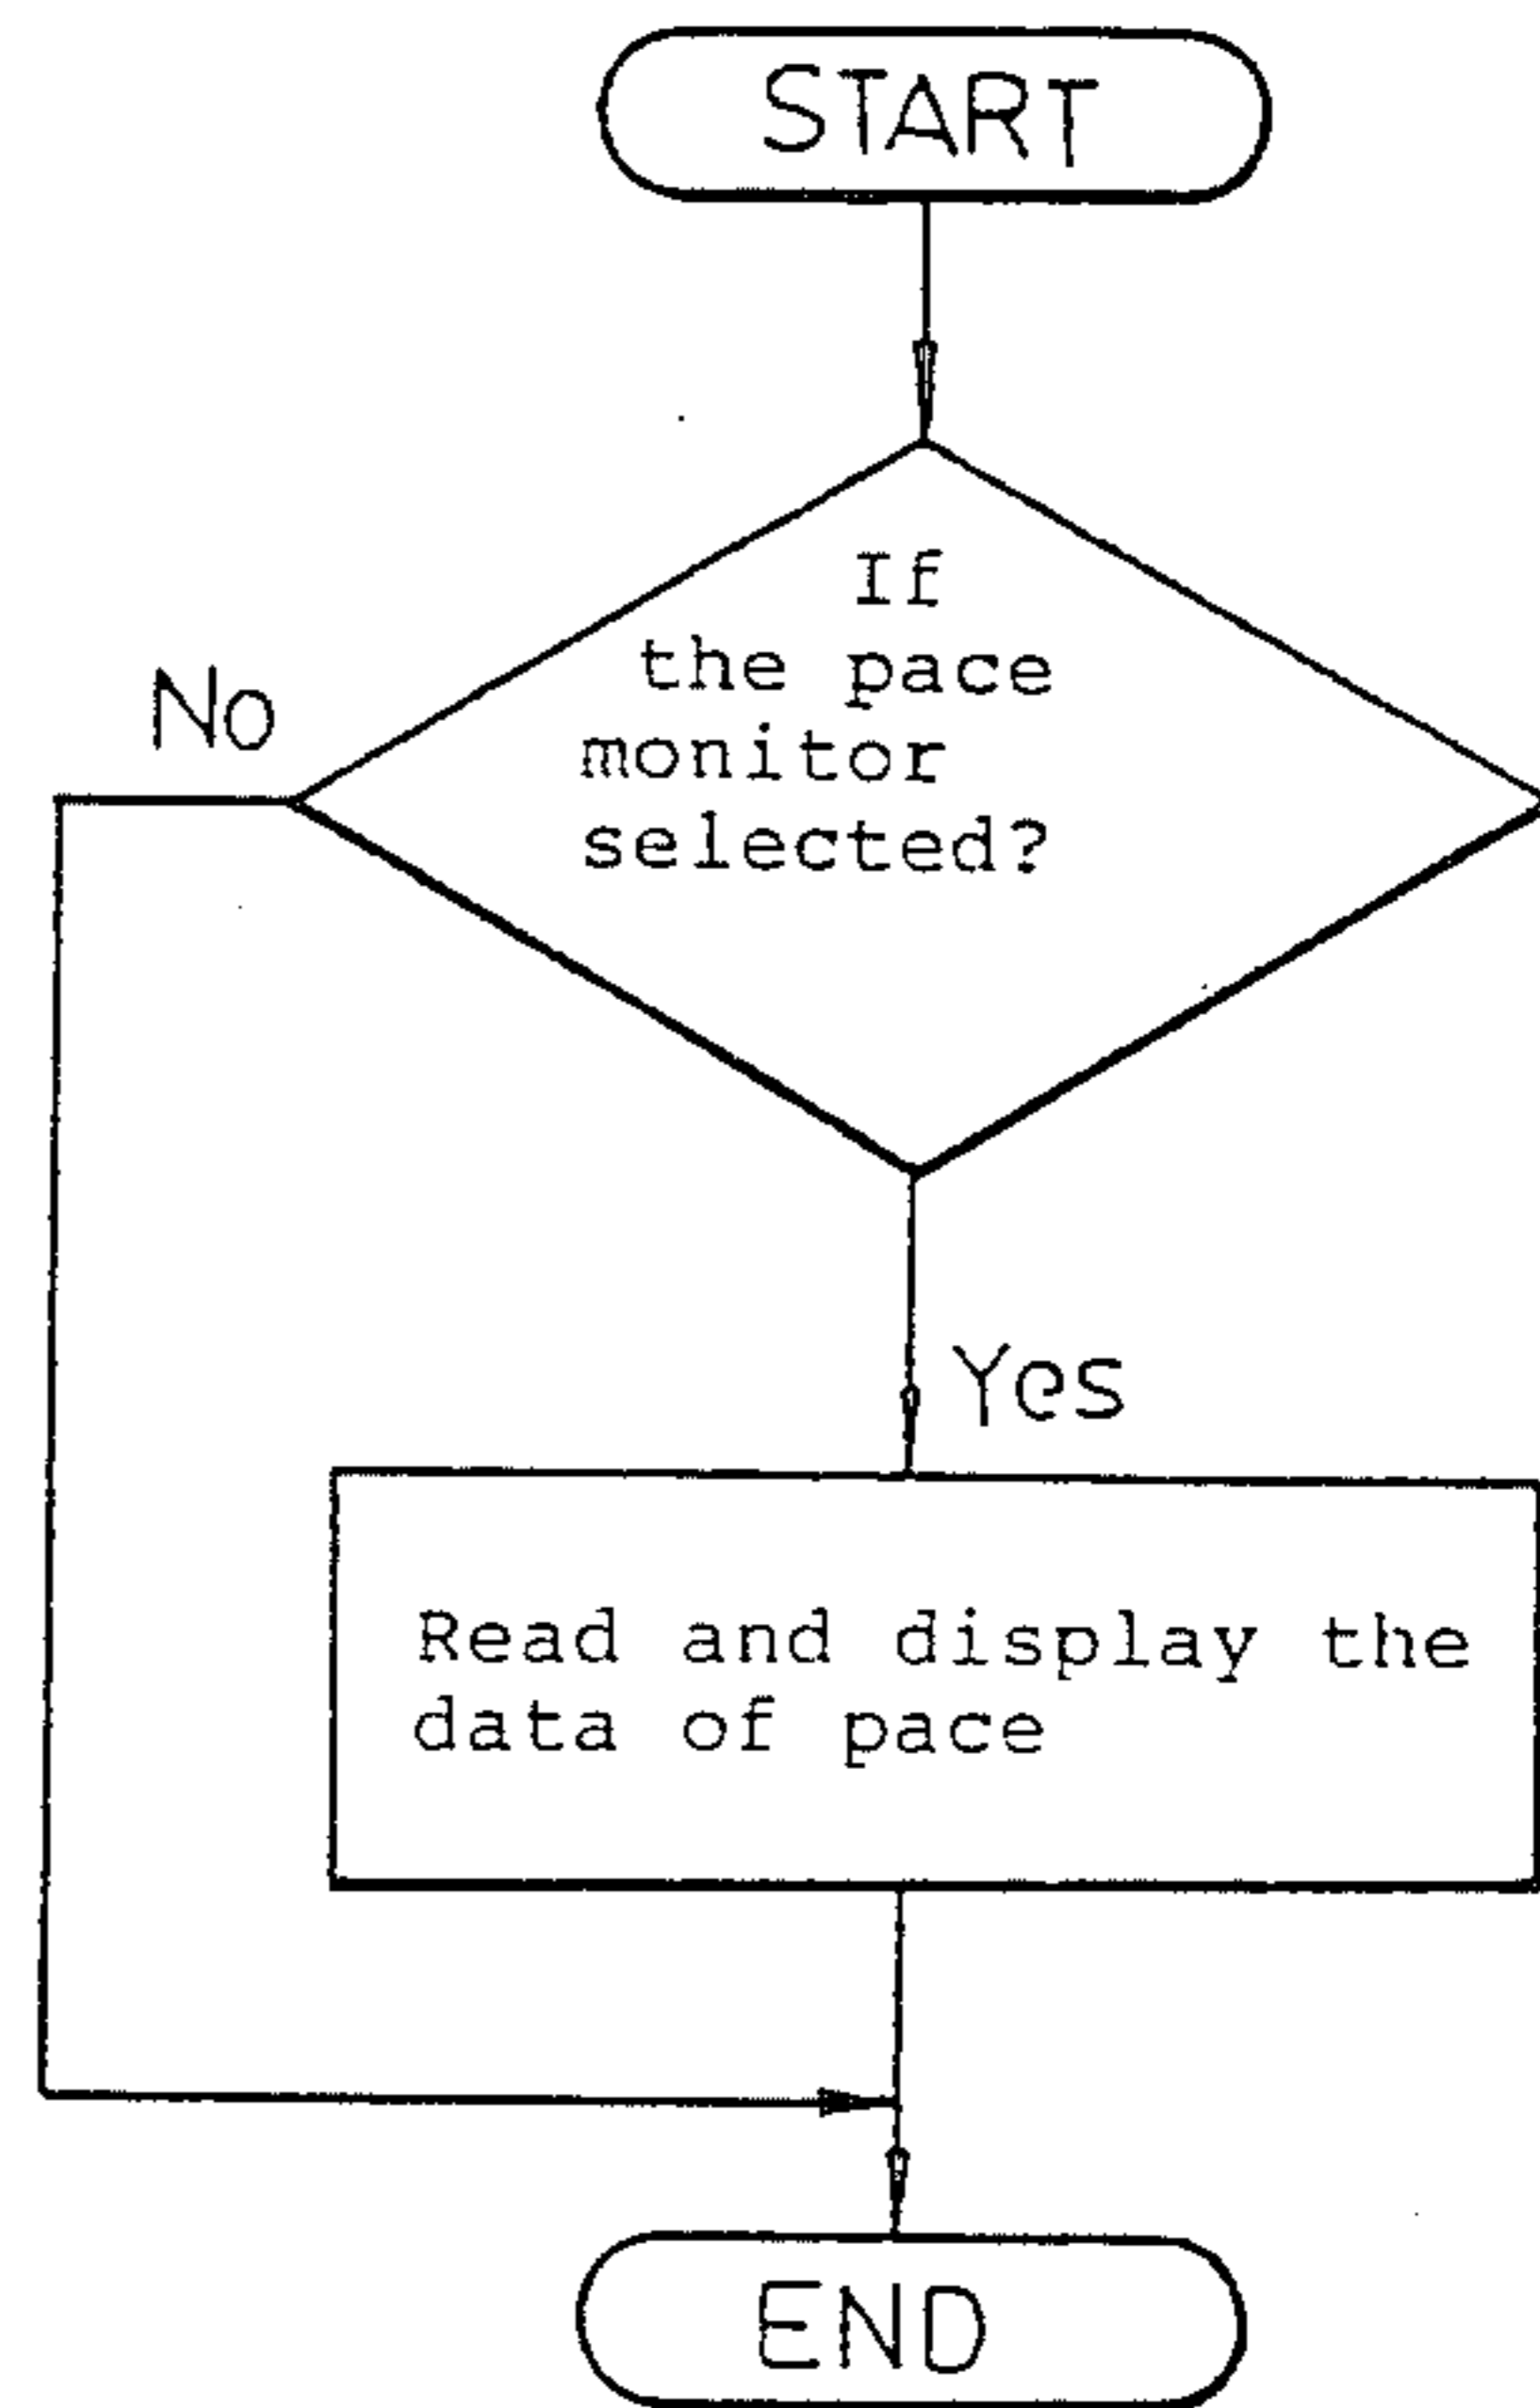 START
If
the pace
monitor
selected?
No
Yes
Read and display the
data of pace
END